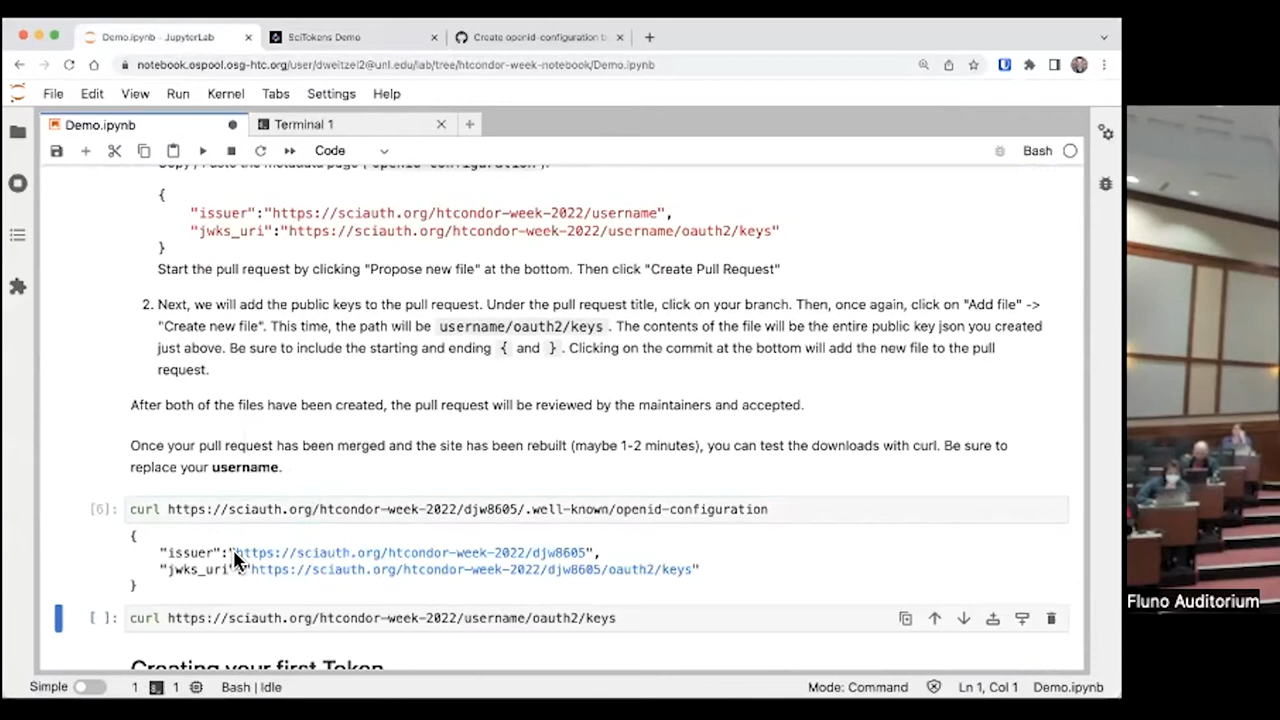 Demo.ipynb - JupyterLab
SciTokens Demo
Create openid-configuration b
notebook.ospool.osg-htc.org/user/dweitzel2@unl.edu/lab/tree/htcondor-week-notebook/Demo.ipynb
File Edit View Run Kernel Tabs Settings Help
Demo.ipynb
Terminal 1
Code
Bash
Copy / Paste the metadata page ( openid-configuration ):
{
"issuer":"https://sciauth.org/htcondor-week-2022/username",
"jwks_uri":"https://sciauth.org/htcondor-week-2022/username/oauth2/keys"
}
Start the pull request by clicking "Propose new file" at the bottom. Then click "Create Pull Request"
2. Next, we will add the public keys to the pull request. Under the pull request title, click on your branch. Then, once again, click on "Add file" ->
"Create new file". This time, the path will be username/oauth2/keys . The contents of the file will be the entire public key json you created
just above. Be sure to include the starting and ending { and } . Clicking on the commit at the bottom will add the new file to the pull
request.
After both of the files have been created, the pull request will be reviewed by the maintainers and accepted.
Once your pull request has been merged and the site has been rebuilt (maybe 1-2 minutes), you can test the downloads with curl. Be sure to
replace your username.
[6]: curl https://sciauth.org/htcondor-week-2022/djw8605/.well-known/openid-configuration
{
"issuer":"https://sciauth.org/htcondor-week-2022/djw8605",
"jwks_uri":"https://sciauth.org/htcondor-week-2022/djw8605/oauth2/keys"
}
[ ]: curl https://sciauth.org/htcondor-week-2022/username/oauth2/keys
Creating your first Token
Simple 1 1 Bash | Idle Mode: Command Ln 1, Col 1 Demo.ipynb
Fluno Auditorium